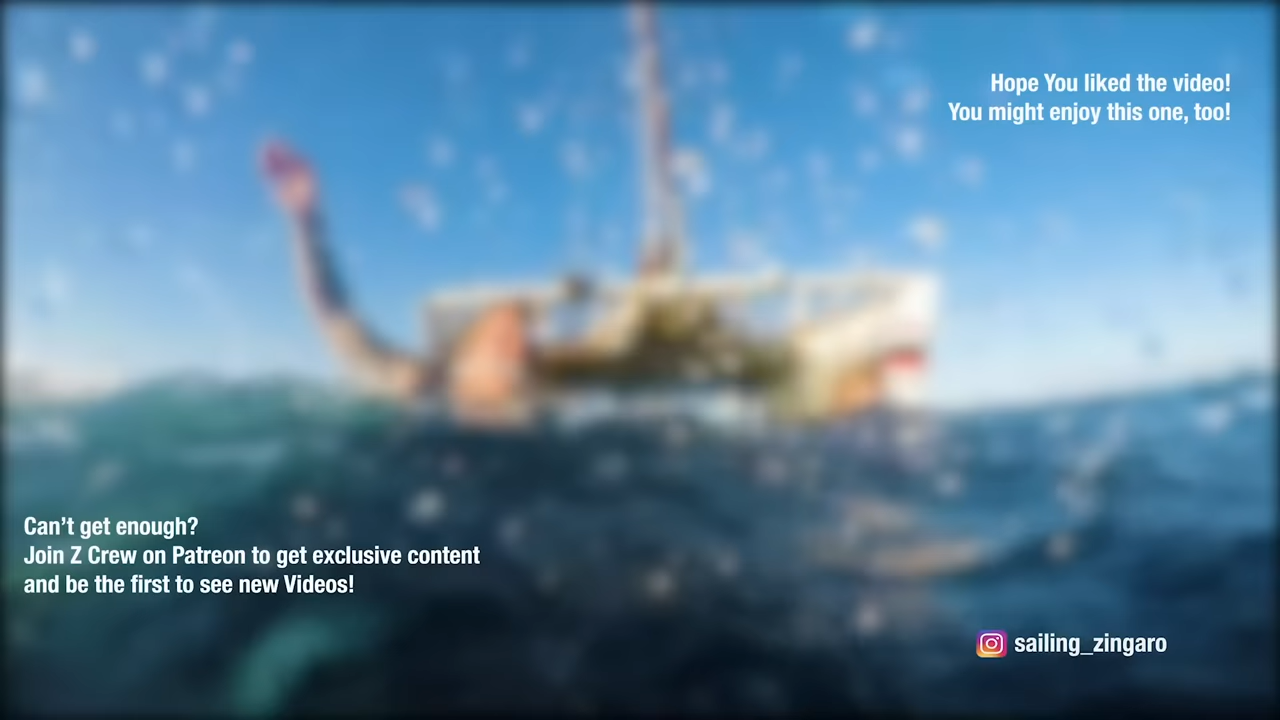 Hope You liked the video!
You might enjoy this one, too!
Can’t get enough?
Join Z Crew on Patreon to get exclusive content
and be the first to see new Videos!
sailing_zingaro